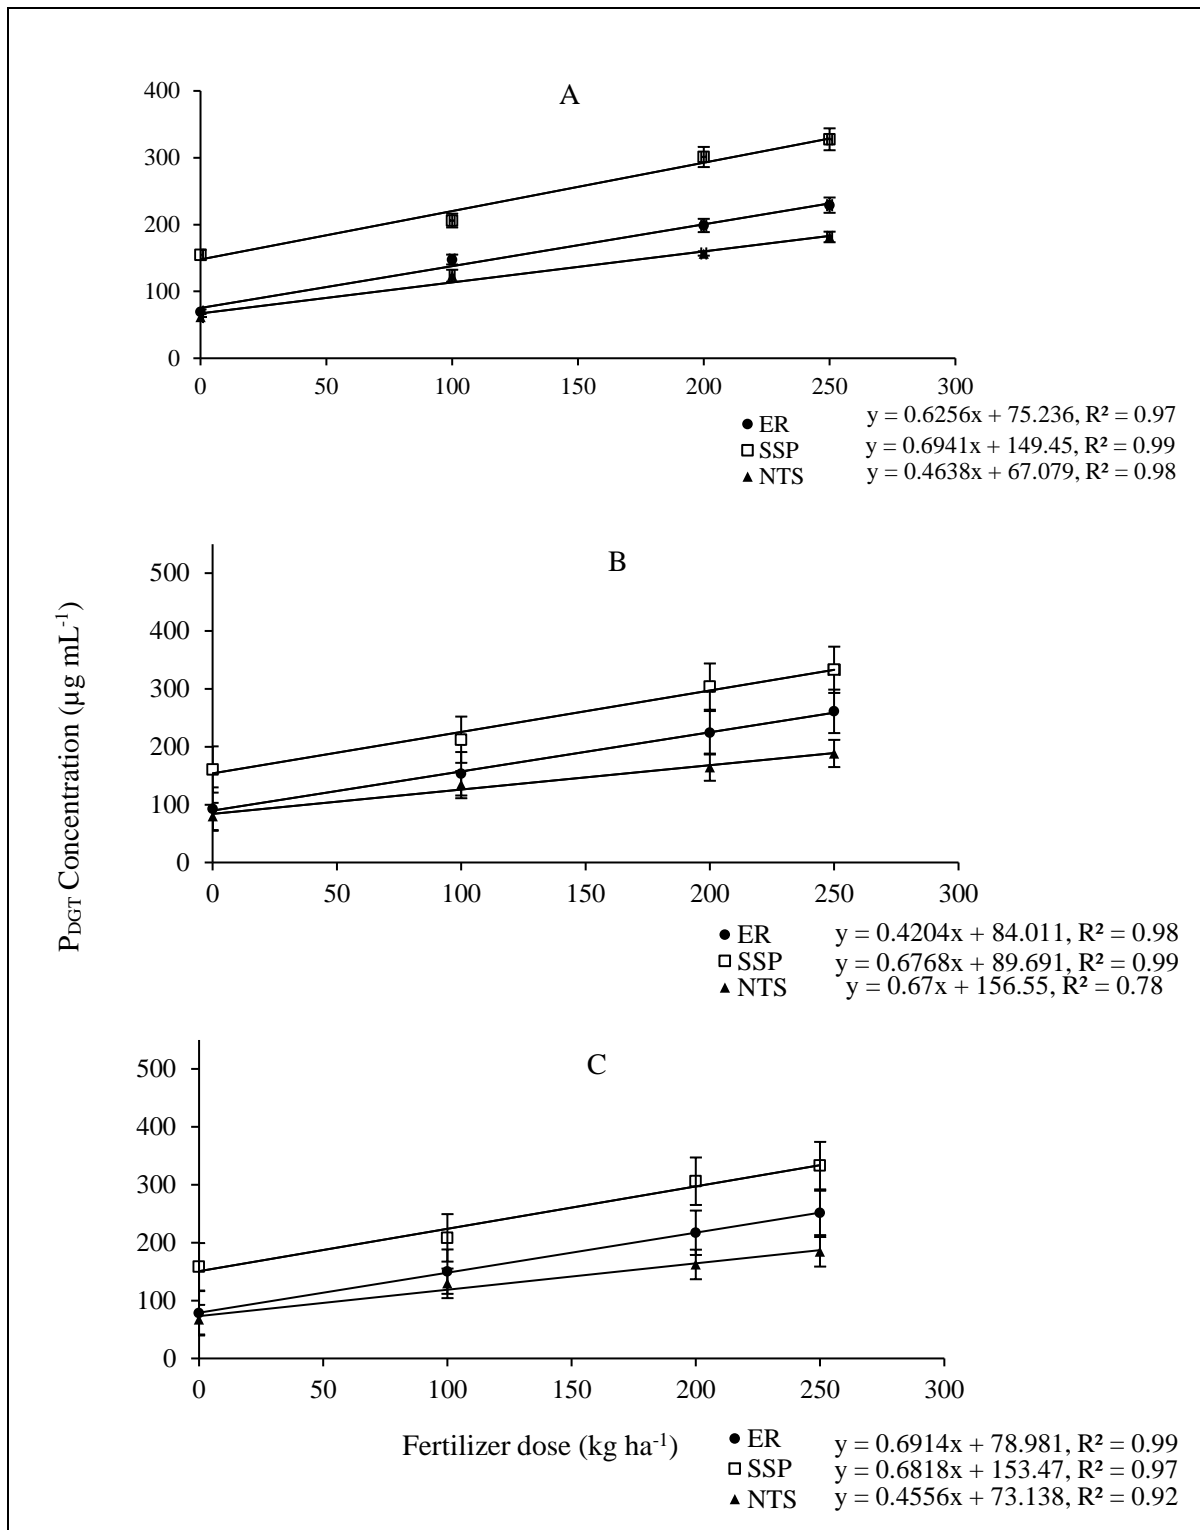 A
400
300
200
100
0
0 50 100 150 200 250 300
ER y = 0.6256x + 75.236, R² = 0.97
SSP y = 0.6941x + 149.45, R² = 0.99
NTS y = 0.4638x + 67.079, R² = 0.98
B
500
400
300
200
100
0
0 50 100 150 200 250 300
ER y = 0.4204x + 84.011, R² = 0.98
SSP y = 0.6768x + 89.691, R² = 0.99
NTS y = 0.67x + 156.55, R² = 0.78
PDGT Concentration (µg mL⁻¹)
C
500
400
300
200
100
0
0 50 100 150 200 250 300
Fertilizer dose (kg ha⁻¹)
ER y = 0.6914x + 78.981, R² = 0.99
SSP y = 0.6818x + 153.47, R² = 0.97
NTS y = 0.4556x + 73.138, R² = 0.92